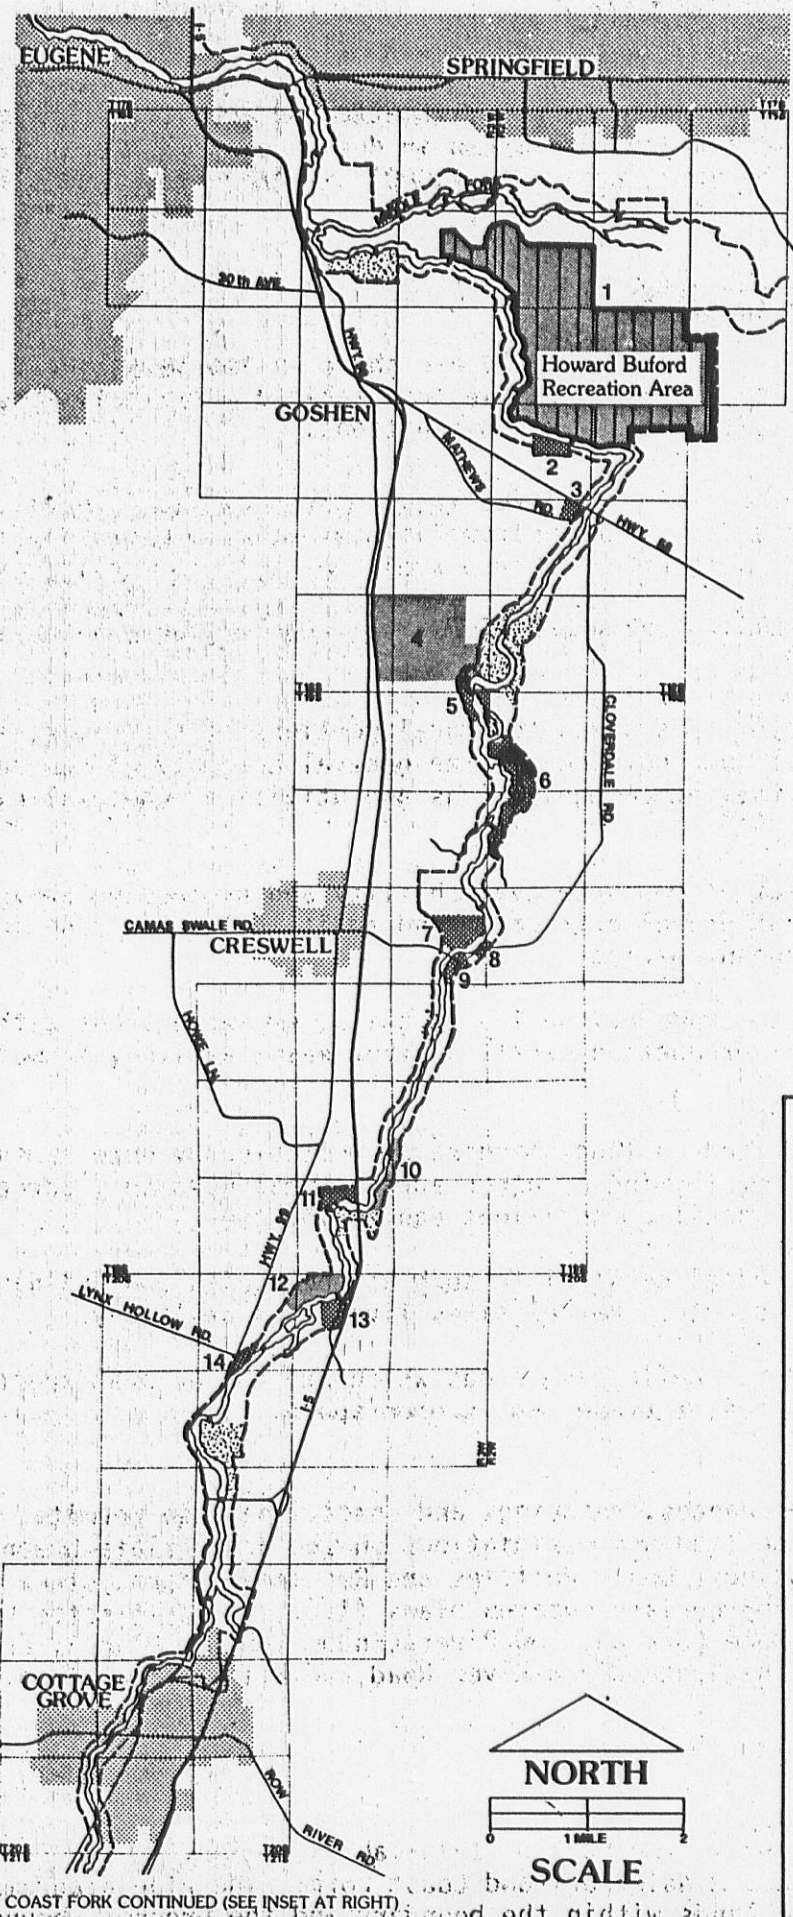 EUGENE
I-5
SPRINGFIELD
MIDDLE FORK
30th AVE.
1
HWY. 99
Howard Buford
Recreation Area
GOSHEN
MATHEWS
RD.
2
3
HWY. 58
4
5
6
CLOVERDALE RD.
7
8
9
CAMAS SWALE RD.
CRESWELL
HOWE LN.
10
11
HWY. 99
12
LYNX HOLLOW RD.
13
14
I-5
COTTAGE
GROVE
ROW
RIVER RD.
NORTH
0 1 MILE 2
SCALE
COAST FORK CONTINUED (SEE INSET AT RIGHT)